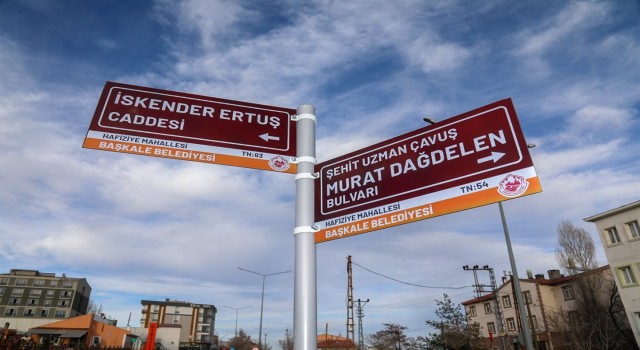 İSKENDER ERTUŞ
CADDESİ
HAFİZİYE MAHALLESİ
BAŞKALE BELEDİYESİ
TN:93
ŞEHİT UZMAN ÇAVUŞ
MURAT DAĞDELEN
BULVARI
HAFİZİYE MAHALLESİ
BAŞKALE BELEDİYESİ
TN:54